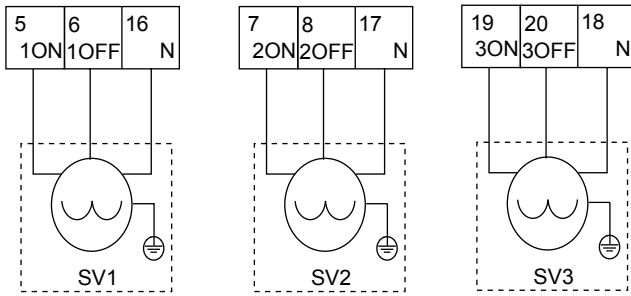 5 6 16
1ON 1OFF N
7 8 17
2ON 2OFF N
19 20 18
3ON 3OFF N
SV1 SV2 SV3